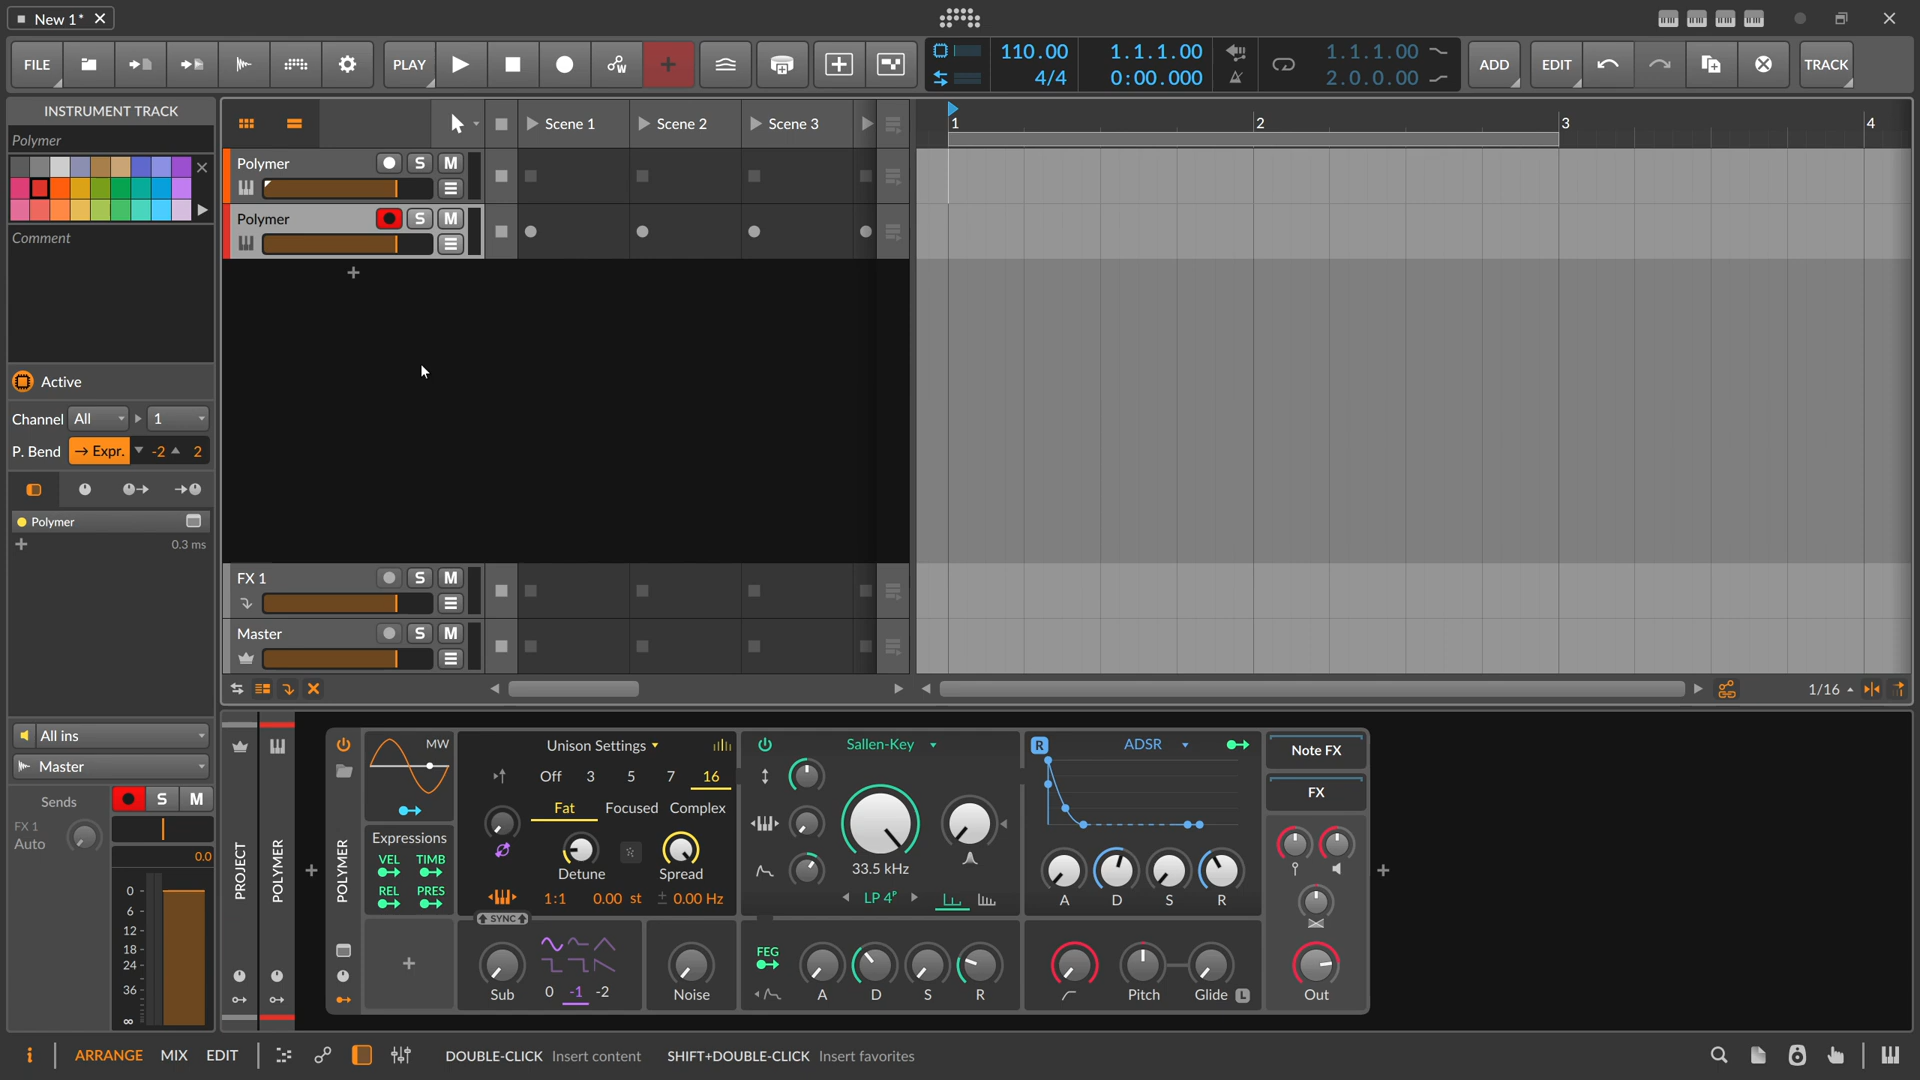 New 1*
FILE PLAY 110.00 4/4 1.1.1.00 0:00.000 1.1.1.00 2.0.0.00 ADD EDIT TRACK
INSTRUMENT TRACK
Polymer
Comment
Active
Channel All 1
P. Bend → Expr. -2 2
Polymer
0.3 ms
All ins
Master
Sends
FX 1
Auto
S M
0.0
0
6
12
18
24
36
∞
Scene 1 Scene 2 Scene 3
Polymer S M
Polymer S M
FX 1 S M
Master S M
1 2 3 4
1/16
PROJECT
POLYMER
POLYMER
MW
Expressions
VEL TIMB
REL PRES
Unison Settings
Off 3 5 7 16
Fat Focused Complex
Detune Spread
1:1 0.00 st ± 0.00 Hz
SYNC
Sub
0 -1 -2
Noise
Sallen-Key
33.5 kHz
LP 4ᴾ
FEG
A D S R
R ADSR
A D S R
Pitch Glide L
Note FX
FX
Out
i ARRANGE MIX EDIT DOUBLE-CLICK Insert content SHIFT+DOUBLE-CLICK Insert favorites